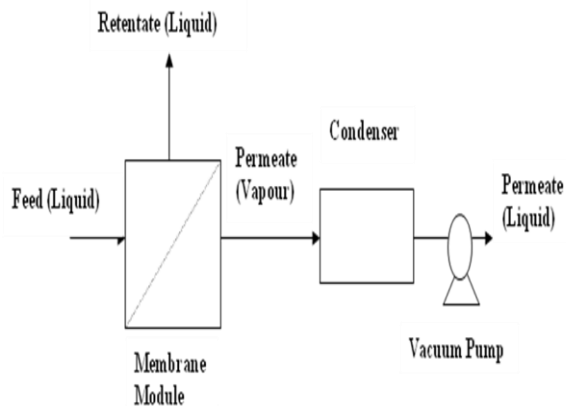 Retentate (Liquid)
Condenser
Permeate
(Vapour)
Feed (Liquid)
Permeate
(Liquid)
Membrane
Module
Vacuum Pump